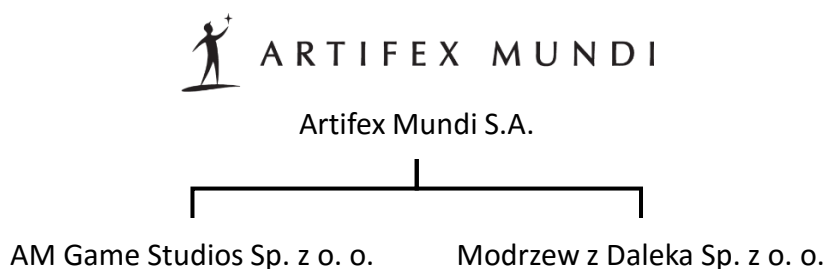 ARTIFEX MUNDI
Artifex Mundi S.A.
AM Game Studios Sp. z o. o. Modrzew z Daleka Sp. z o. o.